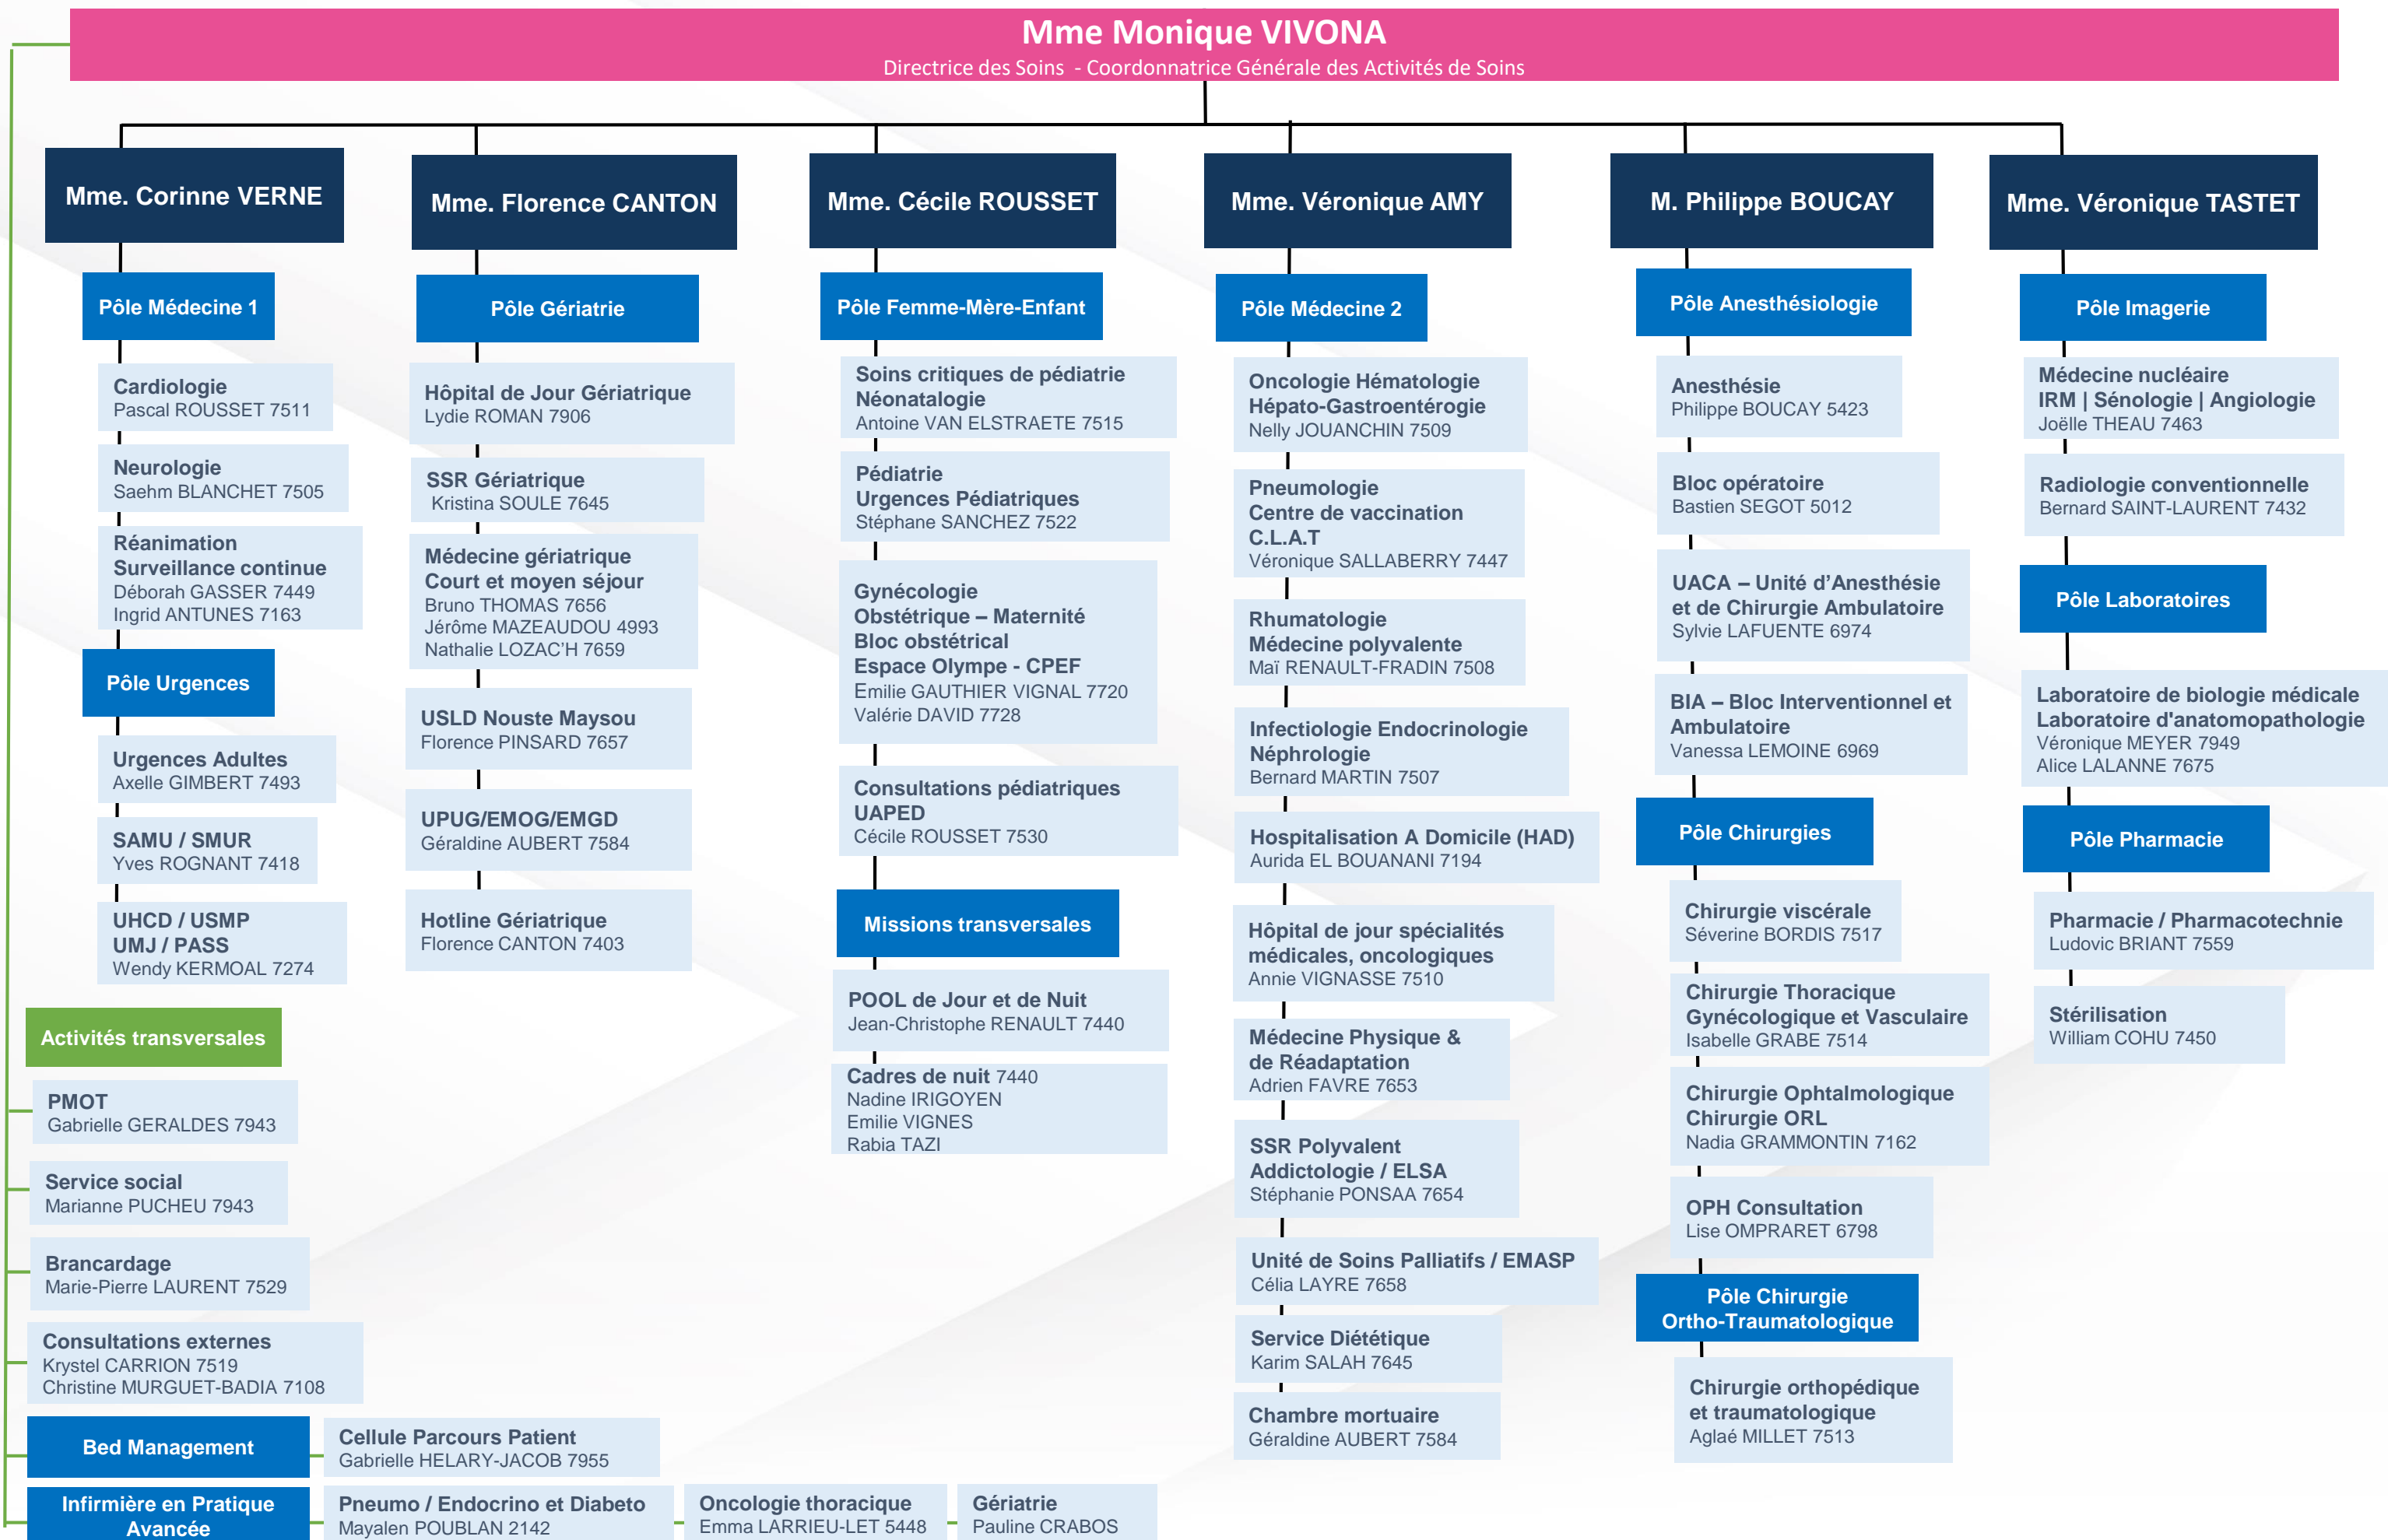 Mme Monique VIVONA
Directrice des Soins - Coordonnatrice Générale des Activités de Soins
Mme. Corinne VERNE
Pôle Médecine 1
Cardiologie
Pascal ROUSSET 7511
Neurologie
Saehm BLANCHET 7505
Réanimation
Surveillance continue
Déborah GASSER 7449
Ingrid ANTUNES 7163
Pôle Urgences
Urgences Adultes
Axelle GIMBERT 7493
SAMU / SMUR
Yves ROGNANT 7418
UHCD / USMP
UMJ / PASS
Wendy KERMOAL 7274
Mme. Florence CANTON
Pôle Gériatrie
Hôpital de Jour Gériatrique
Lydie ROMAN 7906
SSR Gériatrique
Kristina SOULE 7645
Médecine gériatrique
Court et moyen séjour
Bruno THOMAS 7656
Jérôme MAZEAUDOU 4993
Nathalie LOZAC'H 7659
USLD Nouste Maysou
Florence PINSARD 7657
UPUG/EMOG/EMGD
Géraldine AUBERT 7584
Hotline Gériatrique
Florence CANTON 7403
Mme. Cécile ROUSSET
Pôle Femme-Mère-Enfant
Soins critiques de pédiatrie
Néonatalogie
Antoine VAN ELSTRAETE 7515
Pédiatrie
Urgences Pédiatriques
Stéphane SANCHEZ 7522
Gynécologie
Obstétrique – Maternité
Bloc obstétrical
Espace Olympe - CPEF
Emilie GAUTHIER VIGNAL 7720
Valérie DAVID 7728
Consultations pédiatriques
UAPED
Cécile ROUSSET 7530
Missions transversales
POOL de Jour et de Nuit
Jean-Christophe RENAULT 7440
Cadres de nuit 7440
Nadine IRIGOYEN
Emilie VIGNES
Rabia TAZI
Mme. Véronique AMY
Pôle Médecine 2
Oncologie Hématologie
Hépato-Gastroentérogie
Nelly JOUANCHIN 7509
Pneumologie
Centre de vaccination
C.L.A.T
Véronique SALLABERRY 7447
Rhumatologie
Médecine polyvalente
Maï RENAULT-FRADIN 7508
Infectiologie Endocrinologie
Néphrologie
Bernard MARTIN 7507
Hospitalisation A Domicile (HAD)
Aurida EL BOUANANI 7194
Hôpital de jour spécialités
médicales, oncologiques
Annie VIGNASSE 7510
Médecine Physique &
de Réadaptation
Adrien FAVRE 7653
SSR Polyvalent
Addictologie / ELSA
Stéphanie PONSAA 7654
Unité de Soins Palliatifs / EMASP
Célia LAYRE 7658
Service Diététique
Karim SALAH 7645
Chambre mortuaire
Géraldine AUBERT 7584
M. Philippe BOUCAY
Pôle Anesthésiologie
Anesthésie
Philippe BOUCAY 5423
Bloc opératoire
Bastien SEGOT 5012
UACA – Unité d'Anesthésie
et de Chirurgie Ambulatoire
Sylvie LAFUENTE 6974
BIA – Bloc Interventionnel et
Ambulatoire
Vanessa LEMOINE 6969
Pôle Chirurgies
Chirurgie viscérale
Séverine BORDIS 7517
Chirurgie Thoracique
Gynécologique et Vasculaire
Isabelle GRABE 7514
Chirurgie Ophtalmologique
Chirurgie ORL
Nadia GRAMMONTIN 7162
OPH Consultation
Lise OMPRARET 6798
Pôle Chirurgie
Ortho-Traumatologique
Chirurgie orthopédique
et traumatologique
Aglaé MILLET 7513
Mme. Véronique TASTET
Pôle Imagerie
Médecine nucléaire
IRM | Sénologie | Angiologie
Joëlle THEAU 7463
Radiologie conventionnelle
Bernard SAINT-LAURENT 7432
Pôle Laboratoires
Laboratoire de biologie médicale
Laboratoire d'anatomopathologie
Véronique MEYER 7949
Alice LALANNE 7675
Pôle Pharmacie
Pharmacie / Pharmacotechnie
Ludovic BRIANT 7559
Stérilisation
William COHU 7450
Activités transversales
PMOT
Gabrielle GERALDES 7943
Service social
Marianne PUCHEU 7943
Brancardage
Marie-Pierre LAURENT 7529
Consultations externes
Krystel CARRION 7519
Christine MURGUET-BADIA 7108
Bed Management
Cellule Parcours Patient
Gabrielle HELARY-JACOB 7955
Infirmière en Pratique
Avancée
Pneumo / Endocrino et Diabeto
Mayalen POUBLAN 2142
Oncologie thoracique
Emma LARRIEU-LET 5448
Gériatrie
Pauline CRABOS